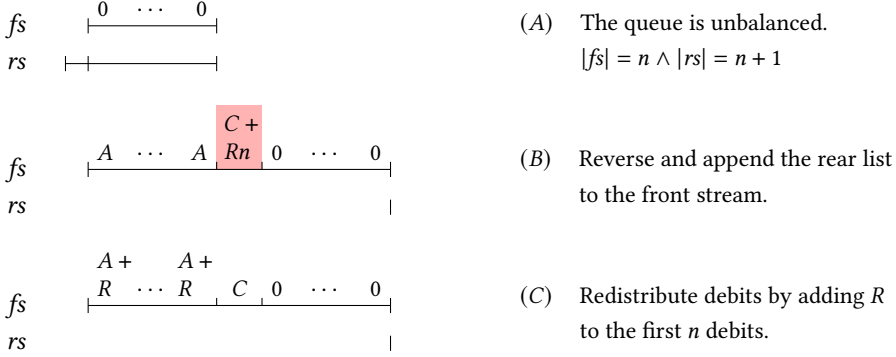 fs 0 ··· 0 (A) The queue is unbalanced.
rs |fs| = n ∧ |rs| = n + 1
C +
fs A ··· A Rn 0 ··· 0 (B) Reverse and append the rear list
rs to the front stream.
A + A +
fs R ··· R C 0 ··· 0 (C) Redistribute debits by adding R
rs to the first n debits.